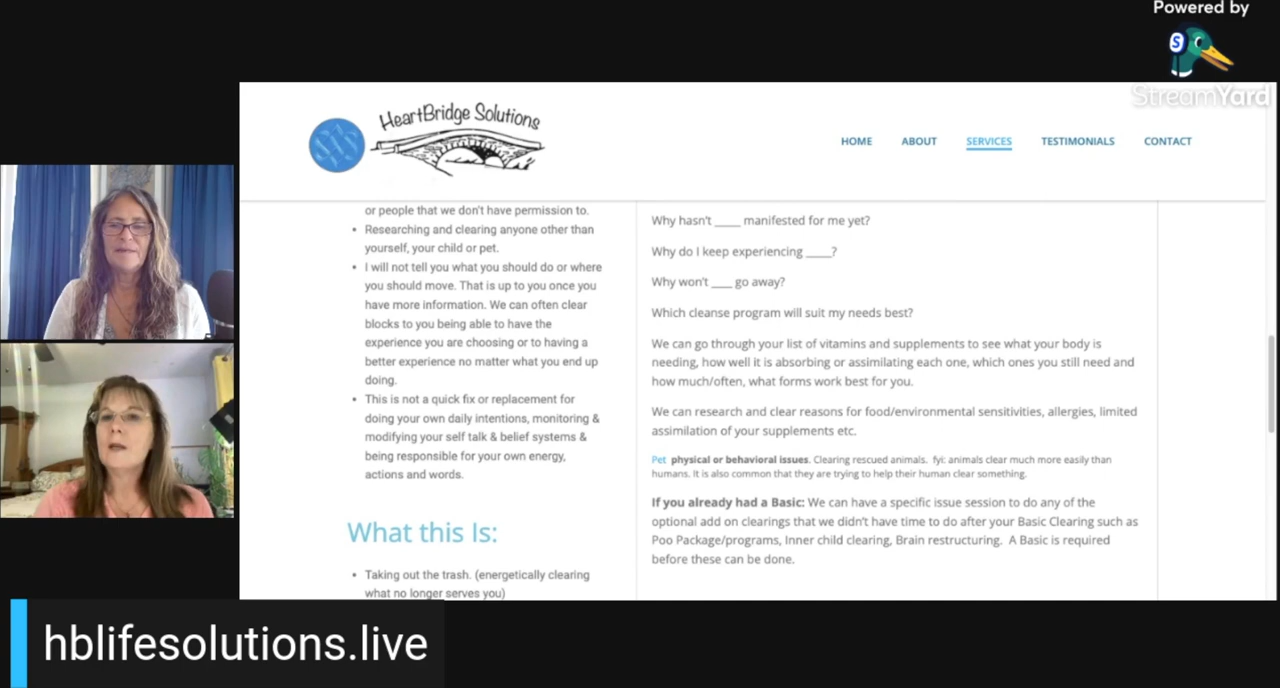 Powered by
StreamYard
HeartBridge Solutions
HOME ABOUT SERVICES TESTIMONIALS CONTACT
or people that we don't have permission to.
• Researching and clearing anyone other than
yourself, your child or pet.
• I will not tell you what you should do or where
you should move. That is up to you once you
have more information. We can often clear
blocks to you being able to have the
experience you are choosing or to having a
better experience no matter what you end up
doing.
• This is not a quick fix or replacement for
doing your own daily intentions, monitoring &
modifying your self talk & belief systems &
being responsible for your own energy,
actions and words.
What this Is:
• Taking out the trash. (energetically clearing
what no longer serves you)
Why hasn't ____ manifested for me yet?
Why do I keep experiencing ____?
Why won't ___ go away?
Which cleanse program will suit my needs best?
We can go through your list of vitamins and supplements to see what your body is
needing, how well it is absorbing or assimilating each one, which ones you still need and
how much/often, what forms work best for you.
We can research and clear reasons for food/environmental sensitivities, allergies, limited
assimilation of your supplements etc.
Pet physical or behavioral issues. Clearing rescued animals. fyi: animals clear much more easily than
humans. It is also common that they are trying to help their human clear something.
If you already had a Basic: We can have a specific issue session to do any of the
optional add on clearings that we didn't have time to do after your Basic Clearing such as
Poo Package/programs, Inner child clearing, Brain restructuring. A Basic is required
before these can be done.
hblifesolutions.live